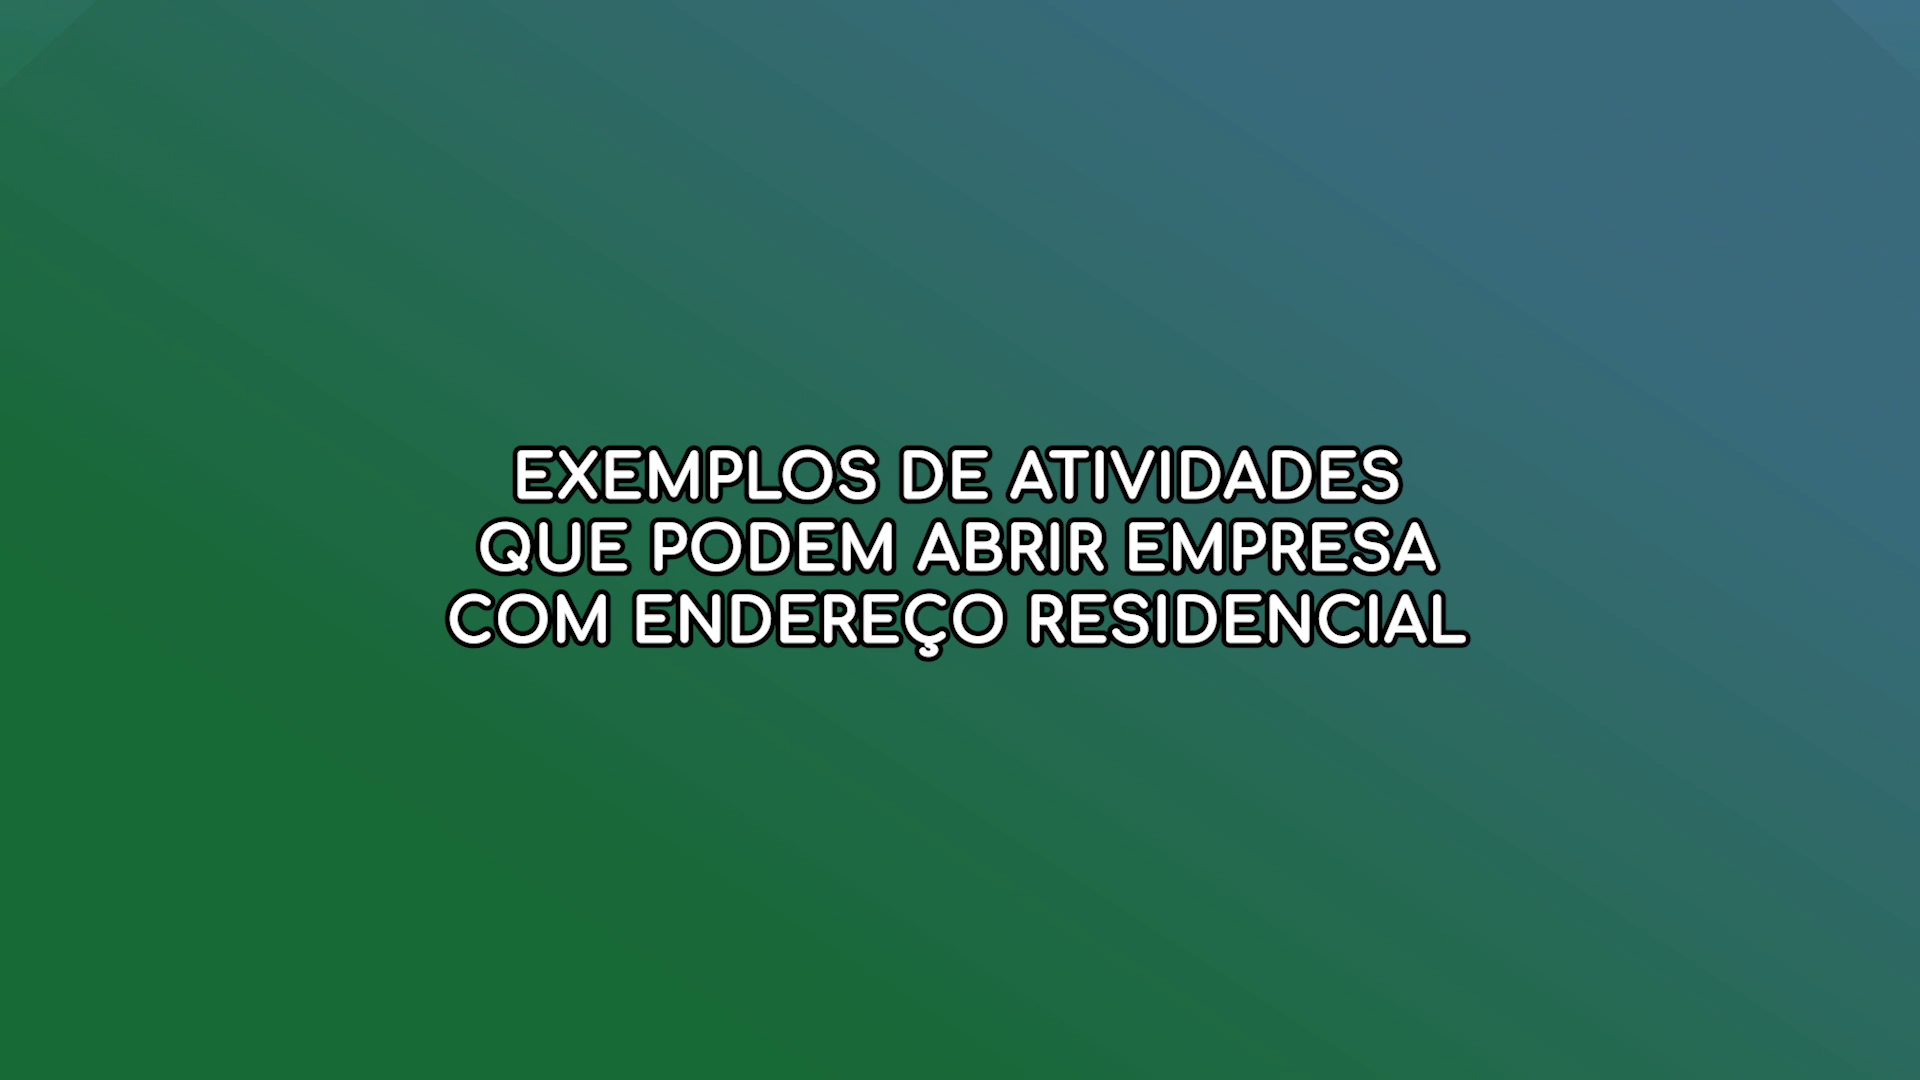 EXEMPLOS DE ATIVIDADES
QUE PODEM ABRIR EMPRESA
COM ENDEREÇO RESIDENCIAL